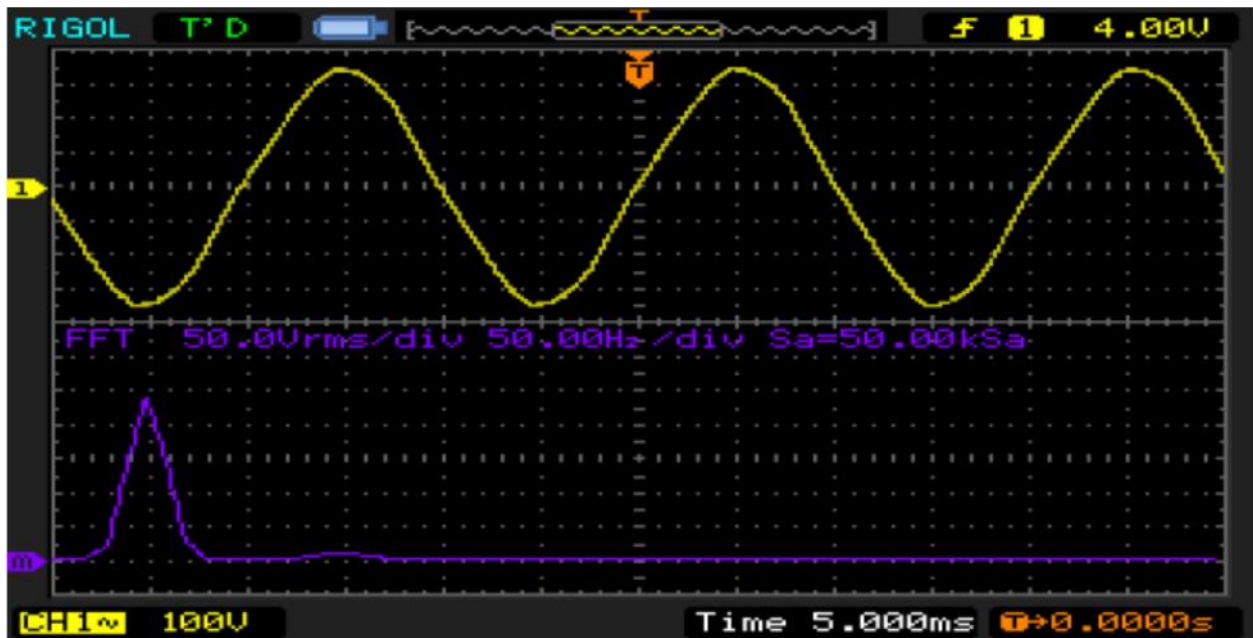 RIGOL T'D T 1 4.00V
T
1
FFT 50.0Vrms/div 50.00Hz/div Sa=50.00kSa
m
CH1~ 100V Time 5.000ms T→0.0000s